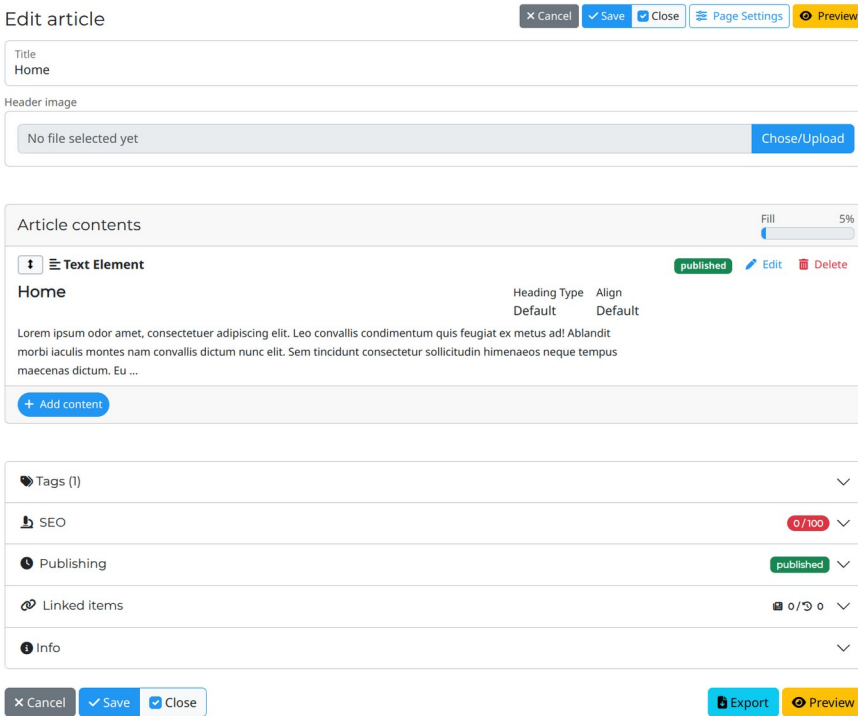 Edit article
Cancel Save Close Page Settings Preview
Title
Home
Header image
No file selected yet Chose/Upload
Article contents Fill 5%
Text Element published Edit Delete
Home Heading Type Align
Default Default
Lorem ipsum odor amet, consectetuer adipiscing elit. Leo convallis condimentum quis feugiat ex metus ad! Ablandit
morbi iaculis montes nam convallis dictum nunc elit. Sem tincidunt consectetur sollicitudin himenaeos neque tempus
maecenas dictum. Eu ...
+ Add content
Tags (1)
SEO 0/100
Publishing published
Linked items 0/ 0
Info
Cancel Save Close Export Preview